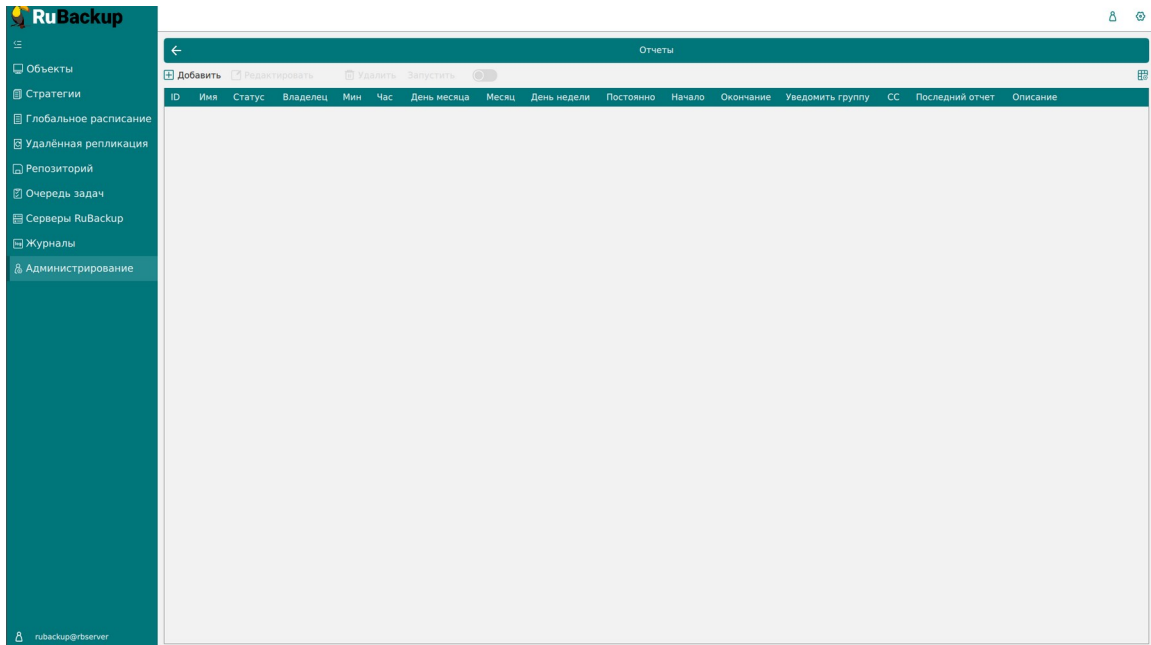 RuBackup
Объекты
Стратегии
Глобальное расписание
Удалённая репликация
Репозиторий
Очередь задач
Серверы RuBackup
Журналы
Администрирование
rubackup@rbserver
Отчеты
Добавить Редактировать Удалить Запустить
ID Имя Статус Владелец Мин Час День месяца Месяц День недели Постоянно Начало Окончание Уведомить группу СС Последний отчет Описание